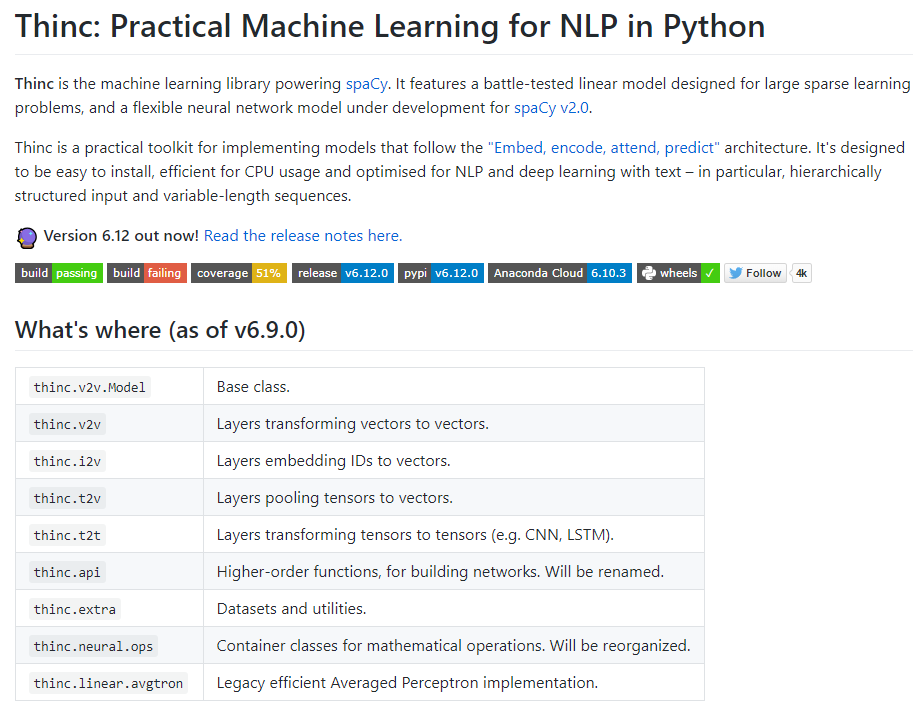 Thinc: Practical Machine Learning for NLP in Python
Thinc is the machine learning library powering spaCy. It features a battle-tested linear model designed for large sparse learning
problems, and a flexible neural network model under development for spaCy v2.0.
Thinc is a practical toolkit for implementing models that follow the "Embed, encode, attend, predict" architecture. It's designed
to be easy to install, efficient for CPU usage and optimised for NLP and deep learning with text – in particular, hierarchically
structured input and variable-length sequences.
Version 6.12 out now! Read the release notes here.
build passing build failing coverage 51% release v6.12.0 pypi v6.12.0 Anaconda Cloud 6.10.3 wheels ✓ Follow 4k
What's where (as of v6.9.0)
thinc.v2v.Model Base class.
thinc.v2v Layers transforming vectors to vectors.
thinc.i2v Layers embedding IDs to vectors.
thinc.t2v Layers pooling tensors to vectors.
thinc.t2t Layers transforming tensors to tensors (e.g. CNN, LSTM).
thinc.api Higher-order functions, for building networks. Will be renamed.
thinc.extra Datasets and utilities.
thinc.neural.ops Container classes for mathematical operations. Will be reorganized.
thinc.linear.avgtron Legacy efficient Averaged Perceptron implementation.